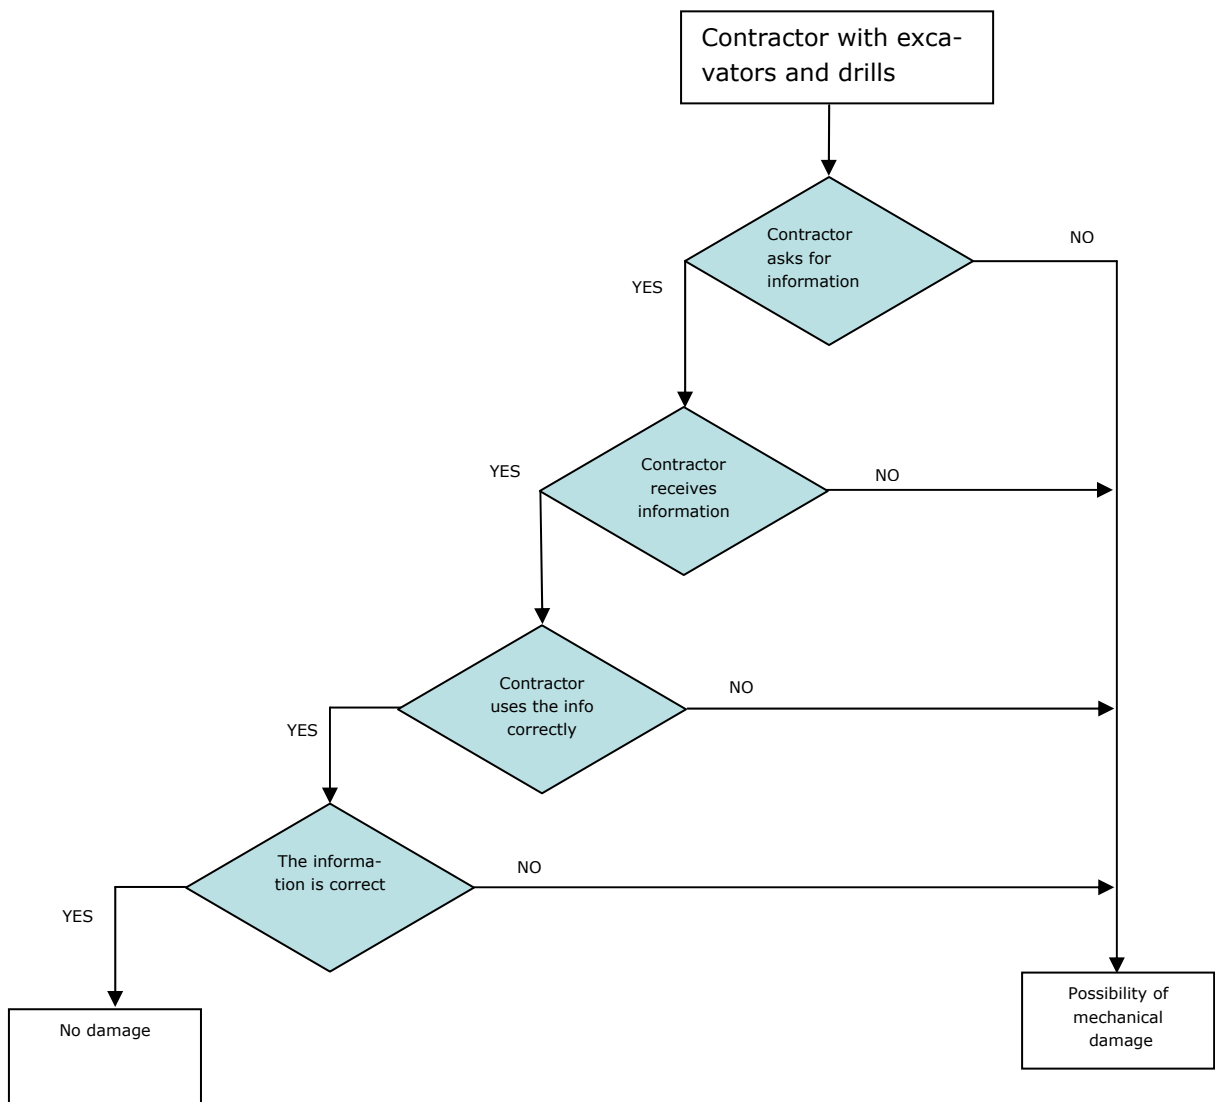 Contractor with exca-
vators and drills
Contractor
asks for
information
NO
YES
Contractor
receives
information
YES
NO
Contractor
uses the info
correctly
NO
YES
The informa-
tion is correct
NO
YES
No damage
Possibility of
mechanical
damage